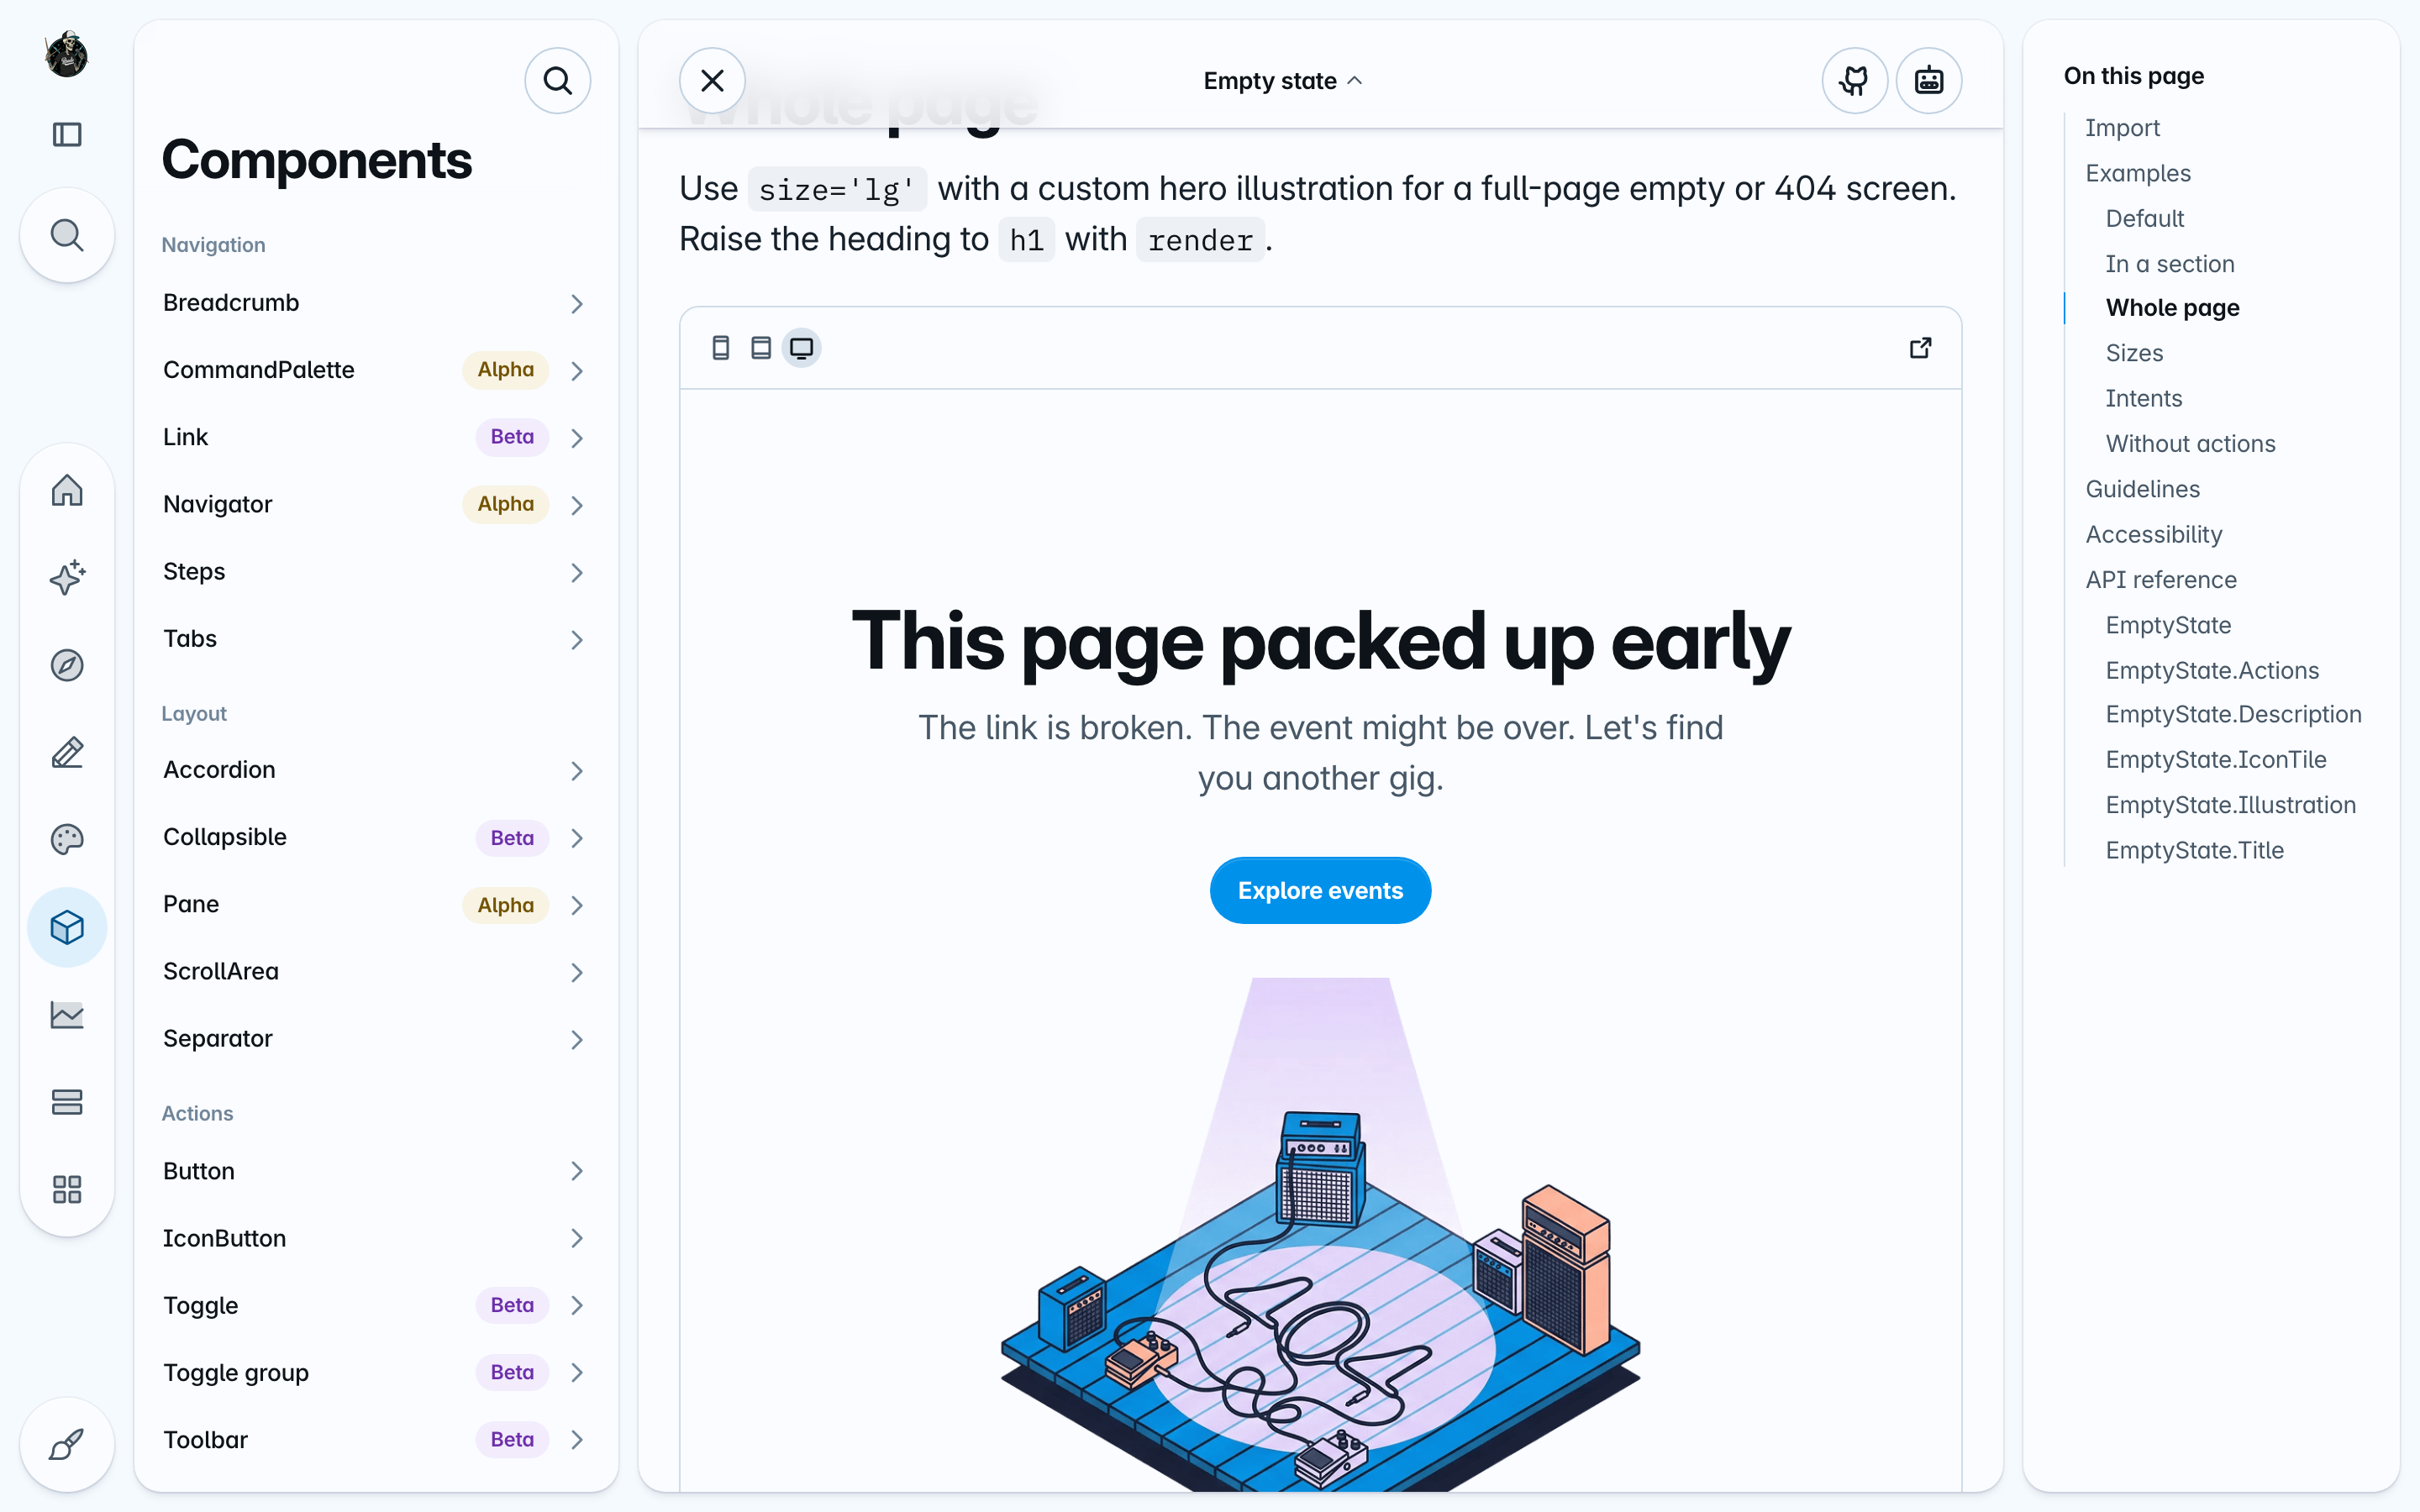 Components
Navigation
Breadcrumb
CommandPalette Alpha
Link Beta
Navigator Alpha
Steps
Tabs
Layout
Accordion
Collapsible Beta
Pane Alpha
ScrollArea
Separator
Actions
Button
IconButton
Toggle Beta
Toggle group Beta
Toolbar Beta
Empty state
Whole page
Use size='lg' with a custom hero illustration for a full-page empty or 404 screen.
Raise the heading to h1 with render.
This page packed up early
The link is broken. The event might be over. Let's find
you another gig.
Explore events
On this page
Import
Examples
Default
In a section
Whole page
Sizes
Intents
Without actions
Guidelines
Accessibility
API reference
EmptyState
EmptyState.Actions
EmptyState.Description
EmptyState.IconTile
EmptyState.Illustration
EmptyState.Title